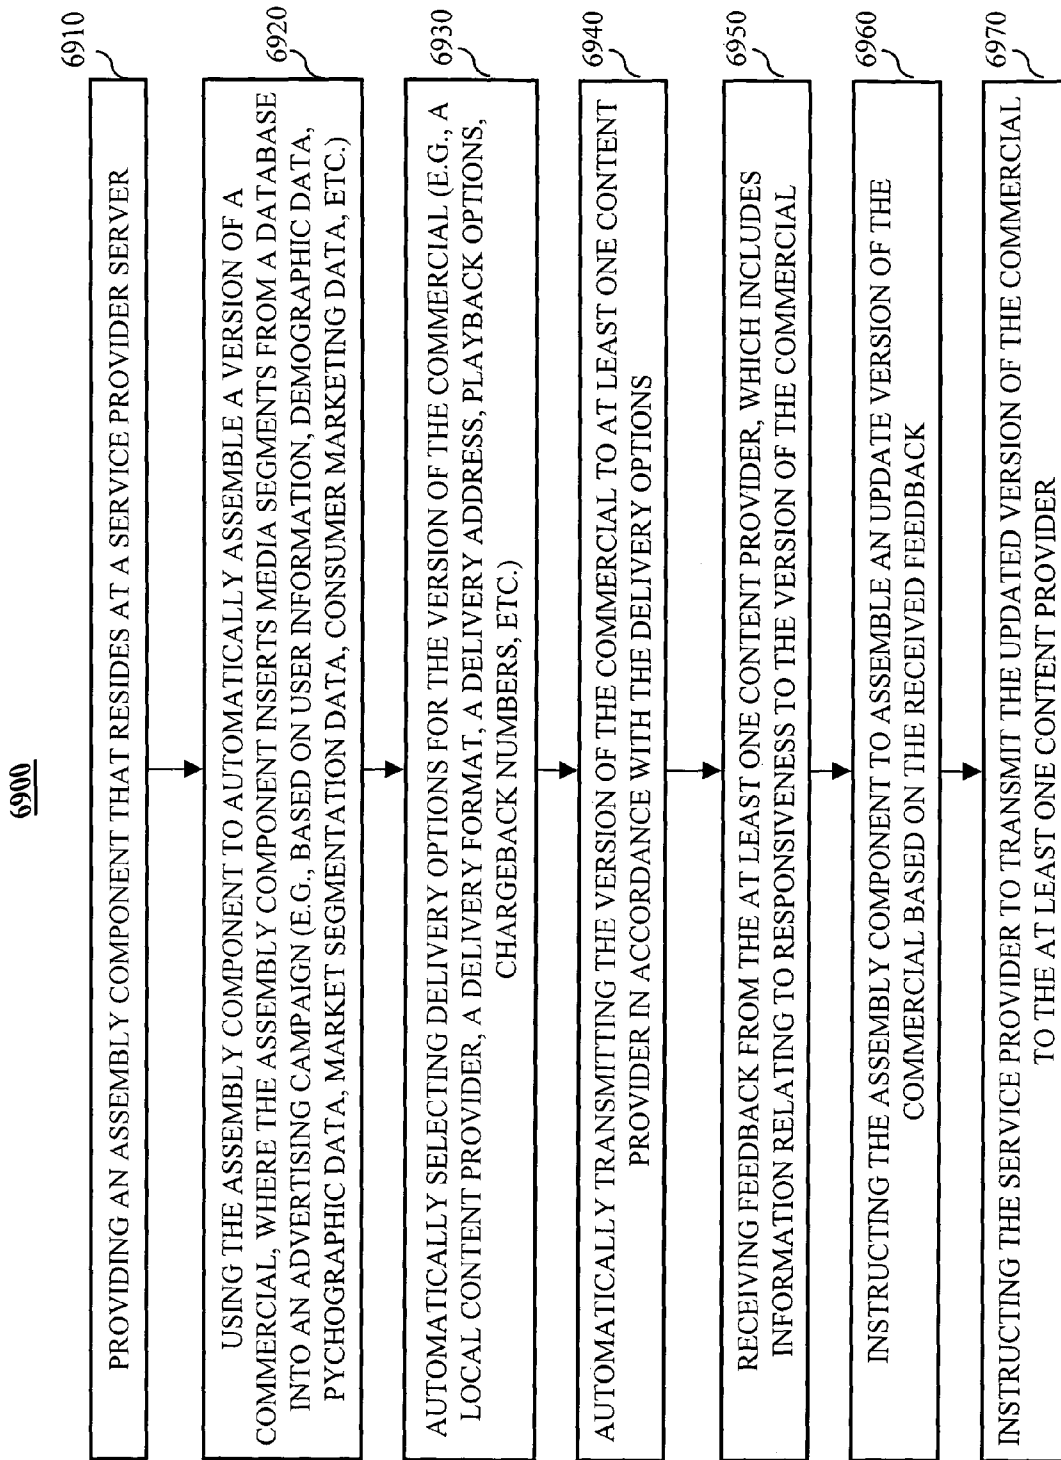 6900
6910
PROVIDING AN ASSEMBLY COMPONENT THAT RESIDES AT A SERVICE PROVIDER SERVER
6920
USING THE ASSEMBLY COMPONENT TO AUTOMATICALLY ASSEMBLE A VERSION OF A
COMMERCIAL, WHERE THE ASSEMBLY COMPONENT INSERTS MEDIA SEGMENTS FROM A DATABASE
INTO AN ADVERTISING CAMPAIGN (E.G., BASED ON USER INFORMATION, DEMOGRAPHIC DATA,
PYCHOGRAPHIC DATA, MARKET SEGMENTATION DATA, CONSUMER MARKETING DATA, ETC.)
6930
AUTOMATICALLY SELECTING DELIVERY OPTIONS FOR THE VERSION OF THE COMMERCIAL (E.G., A
LOCAL CONTENT PROVIDER, A DELIVERY FORMAT, A DELIVERY ADDRESS, PLAYBACK OPTIONS,
CHARGEBACK NUMBERS, ETC.)
6940
AUTOMATICALLY TRANSMITTING THE VERSION OF THE COMMERCIAL TO AT LEAST ONE CONTENT
PROVIDER IN ACCORDANCE WITH THE DELIVERY OPTIONS
6950
RECEIVING FEEDBACK FROM THE AT LEAST ONE CONTENT PROVIDER, WHICH INCLUDES
INFORMATION RELATING TO RESPONSIVENESS TO THE VERSION OF THE COMMERCIAL
6960
INSTRUCTING THE ASSEMBLY COMPONENT TO ASSEMBLE AN UPDATE VERSION OF THE
COMMERCIAL BASED ON THE RECEIVED FEEDBACK
6970
INSTRUCTING THE SERVICE PROVIDER TO TRANSMIT THE UPDATED VERSION OF THE COMMERCIAL
TO THE AT LEAST ONE CONTENT PROVIDER